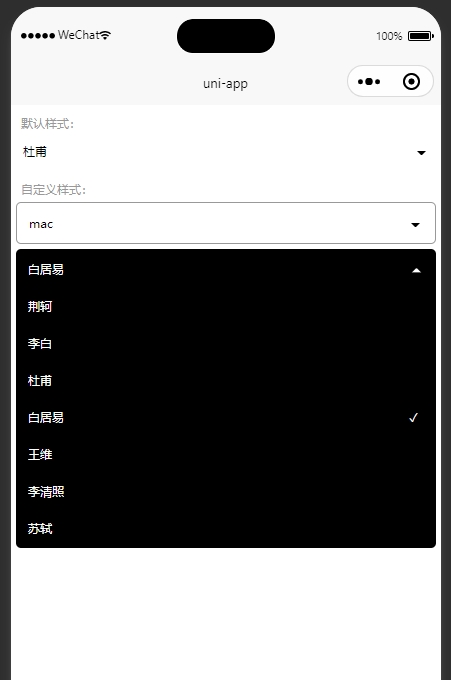 WeChat 100%
uni-app
默认样式:
杜甫
自定义样式:
mac
白居易
荆轲
李白
杜甫
白居易
王维
李清照
苏轼